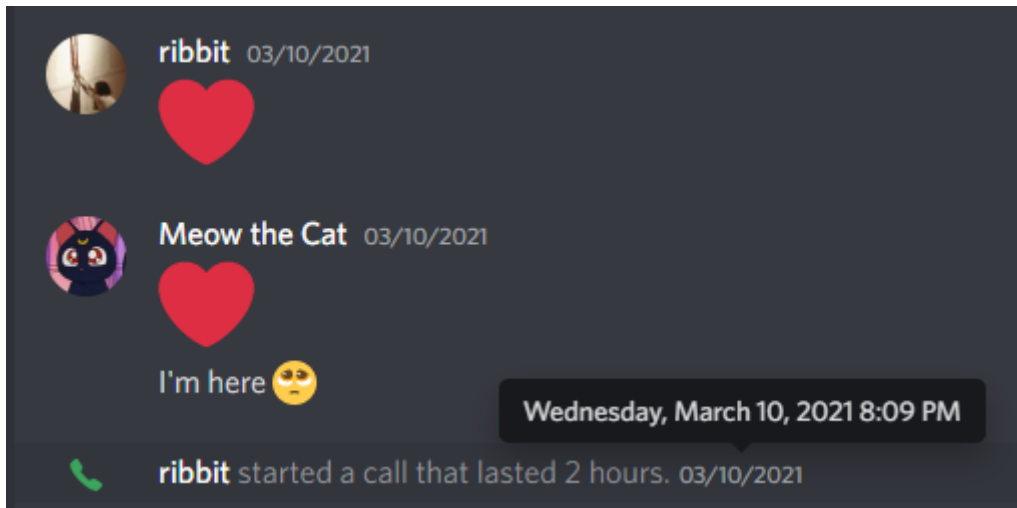 ribbit 03/10/2021
Meow the Cat 03/10/2021
I'm here
Wednesday, March 10, 2021 8:09 PM
ribbit started a call that lasted 2 hours. 03/10/2021